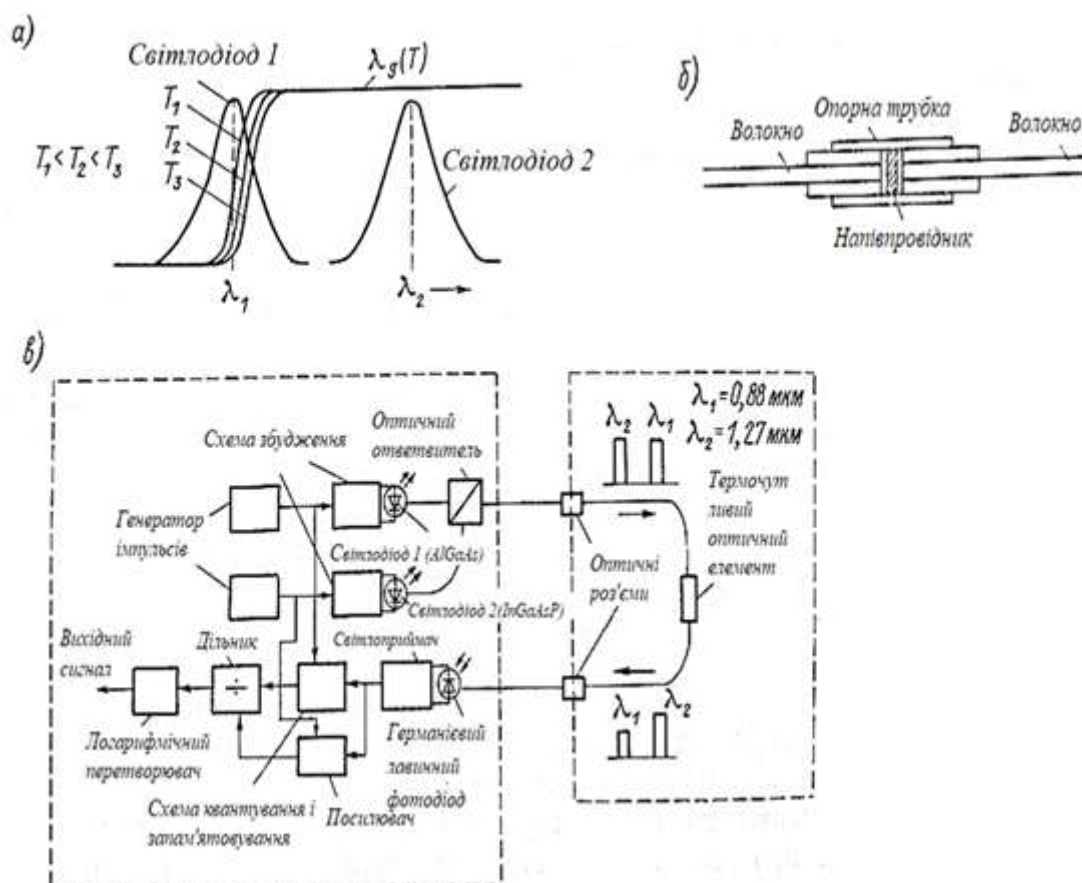 а)
Світлодіод 1
λg(T)
T1
T2
T3
T1 < T2 < T3
Світлодіод 2
λ1
λ2
б)
Опорна трубка
Волокно
Волокно
Напівпровідник
в)
λ1=0,88 мкм
λ2=1,27 мкм
λ2
λ1
Схема збудження
Оптичний
ответвитель
Термочут
ливий
оптичний
елемент
Генератор
імпульсів
Світлодіод 1 (AlGaAs)
Світлодіод 2(InGaAsP)
Оптичні
роз'єми
Вихідний
сигнал
Дільник
÷
Світлоприймач
λ1
λ2
Логарифмічний
перетворювач
Германієвий
лавинний
фотодіод
Схема квантування і
запам'ятовування
Посилювач